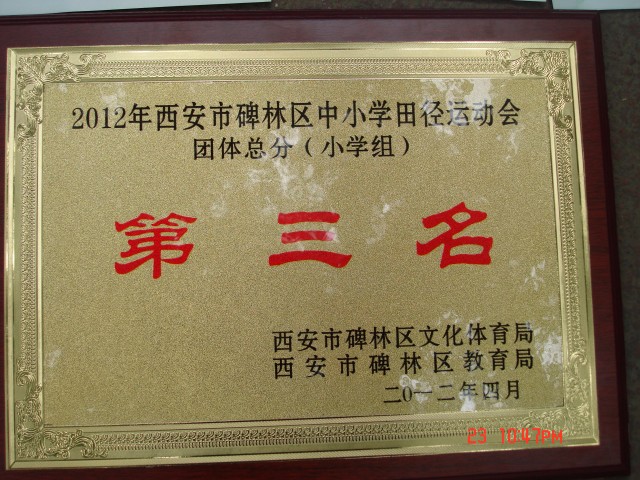 2012年西安市碑林区中小学田径运动会
团体总分（小学组）
第三名
西安市碑林区文化体育局
西安市碑林区教育局
二〇一二年四月
23 10:47PM